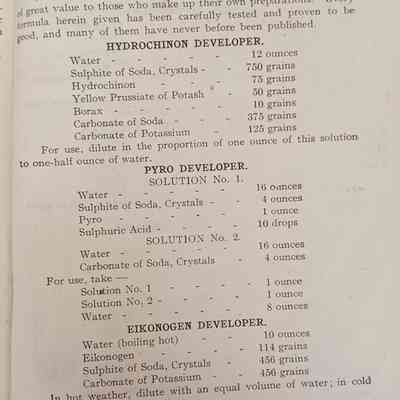 of great value to those who make up their own preparations.
formula herein given has been carefully tested and proven to be
good, and many of them have never before been published.
HYDROCHINON DEVELOPER.
Water - - - - - 12 ounces
Sulphite of Soda, Crystals - - 750 grains
Hydrochinon - - - 75 grains
Yellow Prussiate of Potash - 50 grains
Borax - - - - - 10 grains
Carbonate of Soda - - - 375 grains
Carbonate of Potassium - - 125 grains
For use, dilute in the proportion of one ounce of this solution
to one-half ounce of water.
PYRO DEVELOPER.
SOLUTION No. 1.
Water - - - - - 16 ounces
Sulphite of Soda, Crystals - - 4 ounces
Pyro - - - - - 1 ounce
Sulphuric Acid - - - - 10 drops
SOLUTION No. 2.
Water - - - - - 16 ounces
Carbonate of Soda, Crystals - 4 ounces
For use, take —
Solution No. 1 - - - - 1 ounce
Solution No. 2 - - - - 1 ounce
Water - - - - - 8 ounces
EIKONOGEN DEVELOPER.
Water (boiling hot) - - 10 ounces
Eikonogen - - - 114 grains
Sulphite of Soda, Crystals - 456 grains
Carbonate of Potassium - - 456 grains
In hot weather, dilute with an equal volume of water; in cold